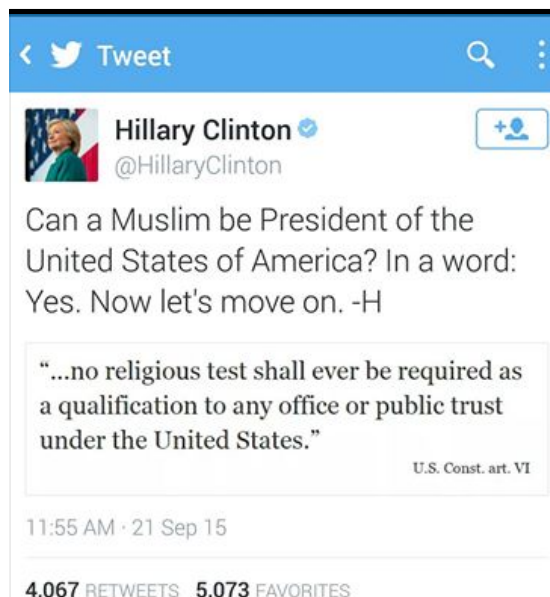 Tweet
Hillary Clinton
@HillaryClinton
Can a Muslim be President of the
United States of America? In a word:
Yes. Now let's move on. -H
“...no religious test shall ever be required as
a qualification to any office or public trust
under the United States.”
U.S. Const. art. VI
11:55 AM · 21 Sep 15
4,067 RETWEETS 5,073 FAVORITES